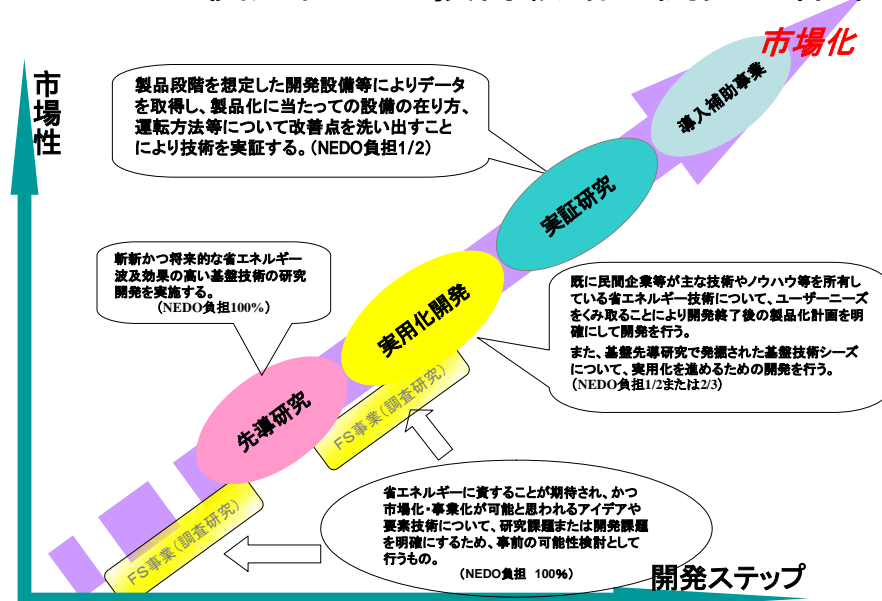 市場化
市場性
製品段階を想定した開発設備等によりデータ
を取得し、製品化に当たっての設備の在り方、
運転方法等について改善点を洗い出すこと
により技術を実証する。（NEDO負担1/2）
導入補助事業
実証研究
斬新かつ将来的な省エネルギー
波及効果の高い基盤技術の研究
開発を実施する。
（NEDO負担100%）
実用化開発
既に民間企業等が主な技術やノウハウ等を所有し
ている省エネルギー技術について、ユーザーニーズ
をくみ取ることにより開発終了後の製品化計画を明
確にして開発を行う。
また、基盤先導研究で発掘された基盤技術シーズ
について、実用化を進めるための開発を行う。
（NEDO負担1/2または2/3）
先導研究
FS事業（調査研究）
FS事業（調査研究）
省エネルギーに資することが期待され、かつ
市場化・事業化が可能と思われるアイデアや
要素技術について、研究課題または開発課題
を明確にするため、事前の可能性検討として
行うもの。
（NEDO負担 100%）
開発ステップ